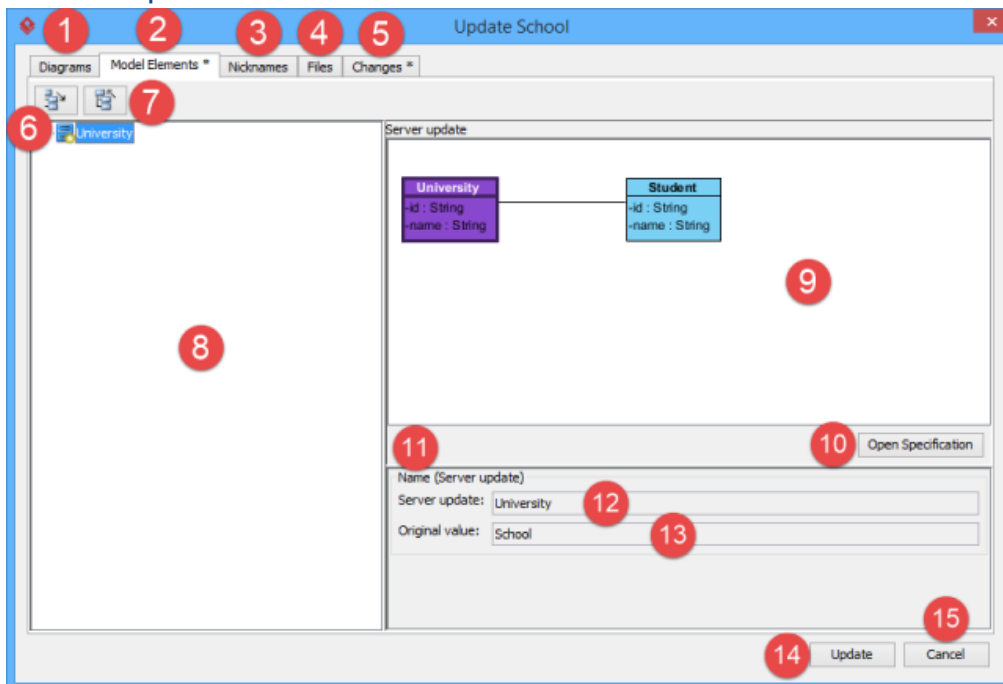 Update School
1 2 3 4 5
Diagrams Model Elements * Nicknames Files Changes *
7
6 University
Server update
University
-id : String
-name : String
Student
-id : String
-name : String
9
8
11
10 Open Specification
Name (Server update)
Server update: University 12
Original value: School 13
15
14 Update Cancel